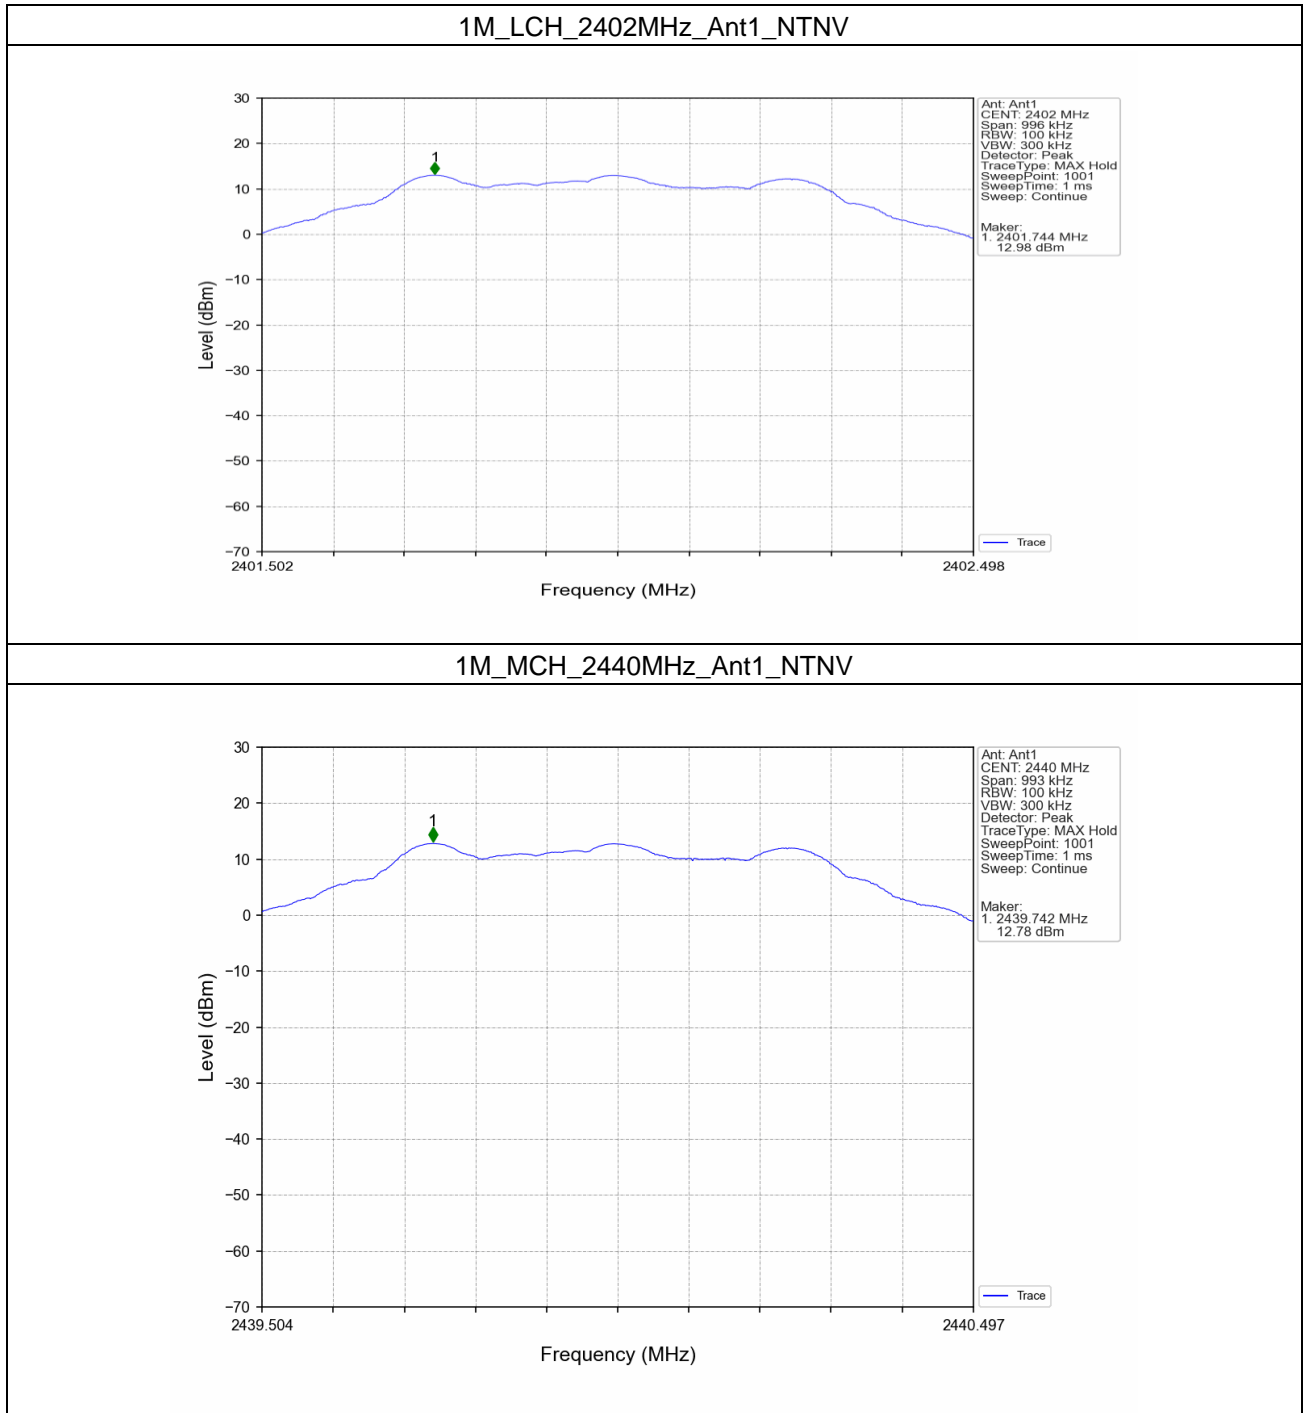 1M_LCH_2402MHz_Ant1_NTNV
30
20
10
0
−10
−20
−30
−40
−50
−60
−70
Level (dBm)
1
2401.502
2402.498
Frequency (MHz)
Ant: Ant1
CENT: 2402 MHz
Span: 996 kHz
RBW: 100 kHz
VBW: 300 kHz
Detector: Peak
TraceType: MAX Hold
SweepPoint: 1001
SweepTime: 1 ms
Sweep: Continue
Maker:
1. 2401.744 MHz
12.98 dBm
Trace
1M_MCH_2440MHz_Ant1_NTNV
30
20
10
0
−10
−20
−30
−40
−50
−60
−70
Level (dBm)
1
2439.504
2440.497
Frequency (MHz)
Ant: Ant1
CENT: 2440 MHz
Span: 993 kHz
RBW: 100 kHz
VBW: 300 kHz
Detector: Peak
TraceType: MAX Hold
SweepPoint: 1001
SweepTime: 1 ms
Sweep: Continue
Maker:
1. 2439.742 MHz
12.78 dBm
Trace